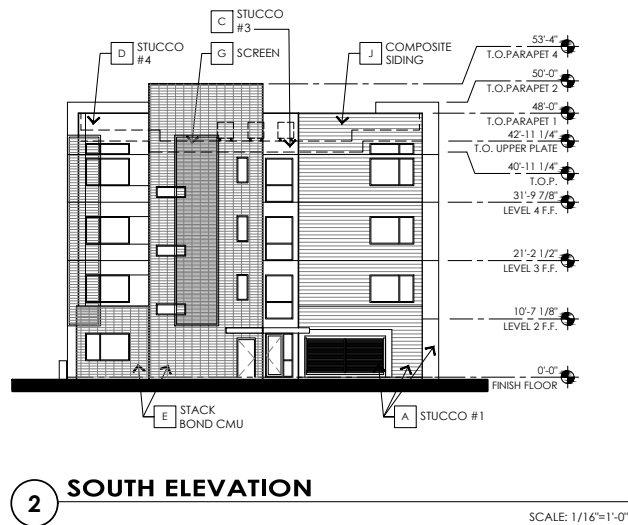 C STUCCO
#3
D STUCCO
#4
G SCREEN
J COMPOSITE
SIDING
53'-4"
T.O.PARAPET 4
50'-0"
T.O.PARAPET 2
48'-0"
T.O.PARAPET 1
42'-11 1/4"
T.O. UPPER PLATE
40'-11 1/4"
T.O.P.
31'-9 7/8"
LEVEL 4 F.F.
21'-2 1/2"
LEVEL 3 F.F.
10'-7 1/8"
LEVEL 2 F.F.
0'-0"
FINISH FLOOR
E STACK
BOND CMU
A STUCCO #1
2 SOUTH ELEVATION
SCALE: 1/16"=1'-0"